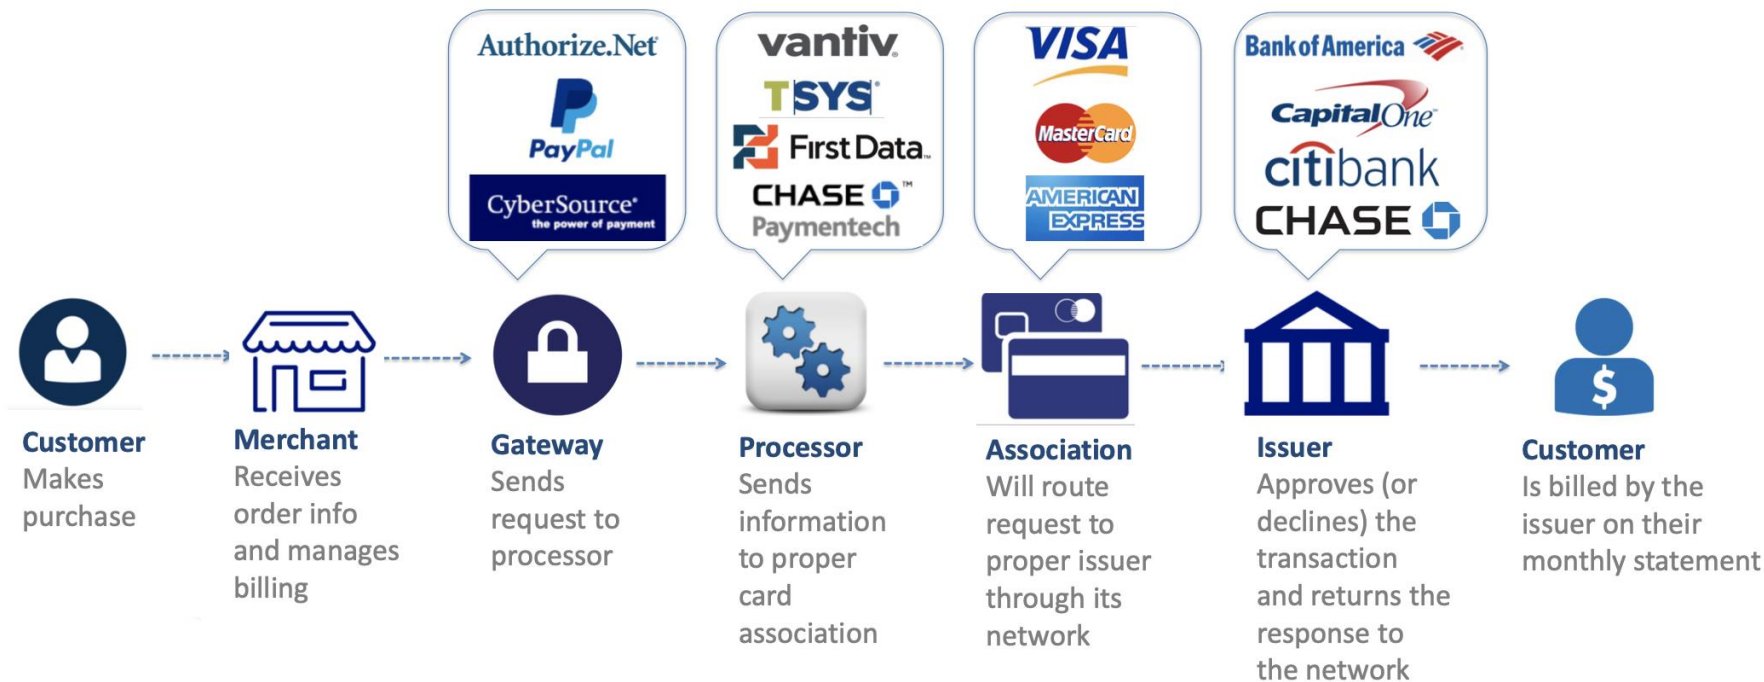 Authorize.Net
PayPal
CyberSource®
the power of payment
vantiv®
TSYS®
First Data™
CHASE™
Paymentech
VISA
MasterCard
AMERICAN
EXPRESS
Bank of America
Capital One™
citibank
CHASE
$
Customer
Makes
purchase
Merchant
Receives
order info
and manages
billing
Gateway
Sends
request to
processor
Processor
Sends
information
to proper
card
association
Association
Will route
request to
proper issuer
through its
network
Issuer
Approves (or
declines) the
transaction
and returns the
response to
the network
Customer
Is billed by the
issuer on their
monthly statement